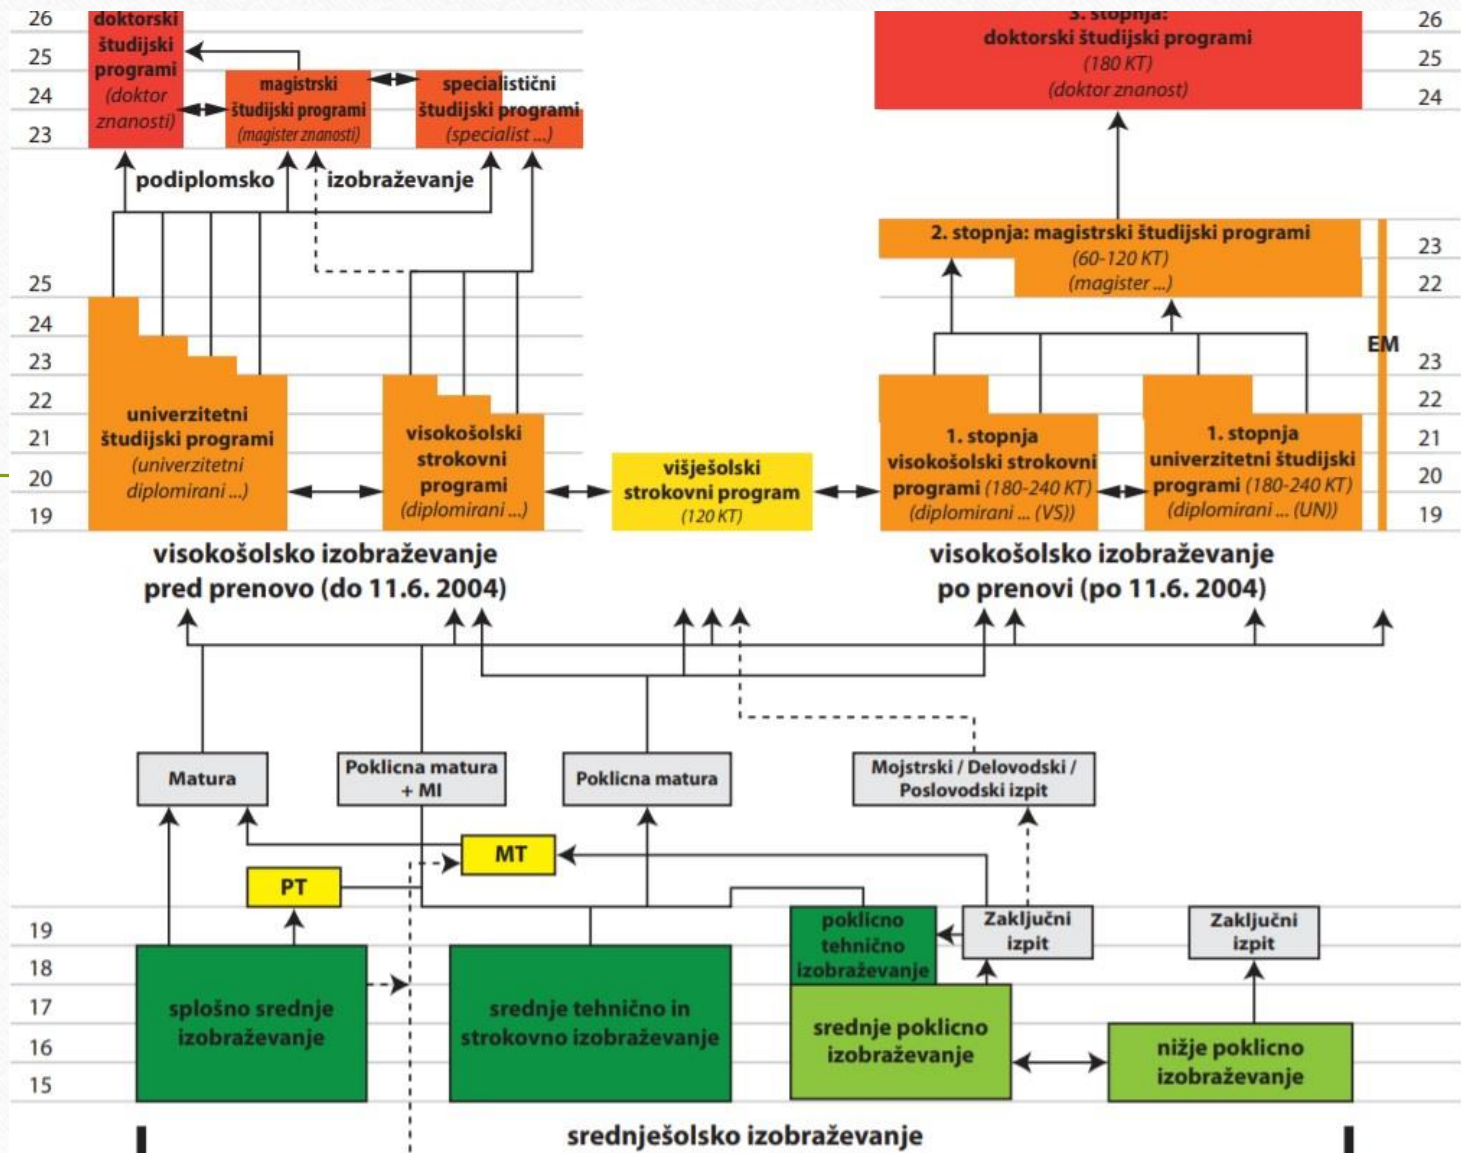 26
25
24
23
doktorski
študijski
programi
(doktor
znanosti)
magistrski
študijski programi
(magister znanosti)
specialistični
študijski programi
(specialist ...)
podiplomsko izobraževanje
3. stopnja:
doktorski študijski programi
(180 KT)
(doktor znanost)
26
25
24
2. stopnja: magistrski študijski programi
(60-120 KT)
(magister ...)
23
22
EM
25
24
23
22
21
20
19
univerzitetni
študijski programi
(univerzitetni
diplomirani ...)
visokošolski
strokovni
programi
(diplomirani ...)
višješolski
strokovni program
(120 KT)
1. stopnja
visokošolski strokovni
programi (180-240 KT)
(diplomirani ... (VS))
1. stopnja
univerzitetni študijski
programi (180-240 KT)
(diplomirani ... (UN))
23
22
21
20
19
visokošolsko izobraževanje
pred prenovo (do 11.6. 2004)
visokošolsko izobraževanje
po prenovi (po 11.6. 2004)
Matura
Poklicna matura
+ MI
Poklicna matura
Mojstrski / Delovodski /
Poslovodski izpit
MT
PT
19
18
17
16
15
splošno srednje
izobraževanje
srednje tehnično in
strokovno izobraževanje
poklicno
tehnično
izobraževanje
Zaključni
izpit
Zaključni
izpit
srednje poklicno
izobraževanje
nižje poklicno
izobraževanje
srednješolsko izobraževanje